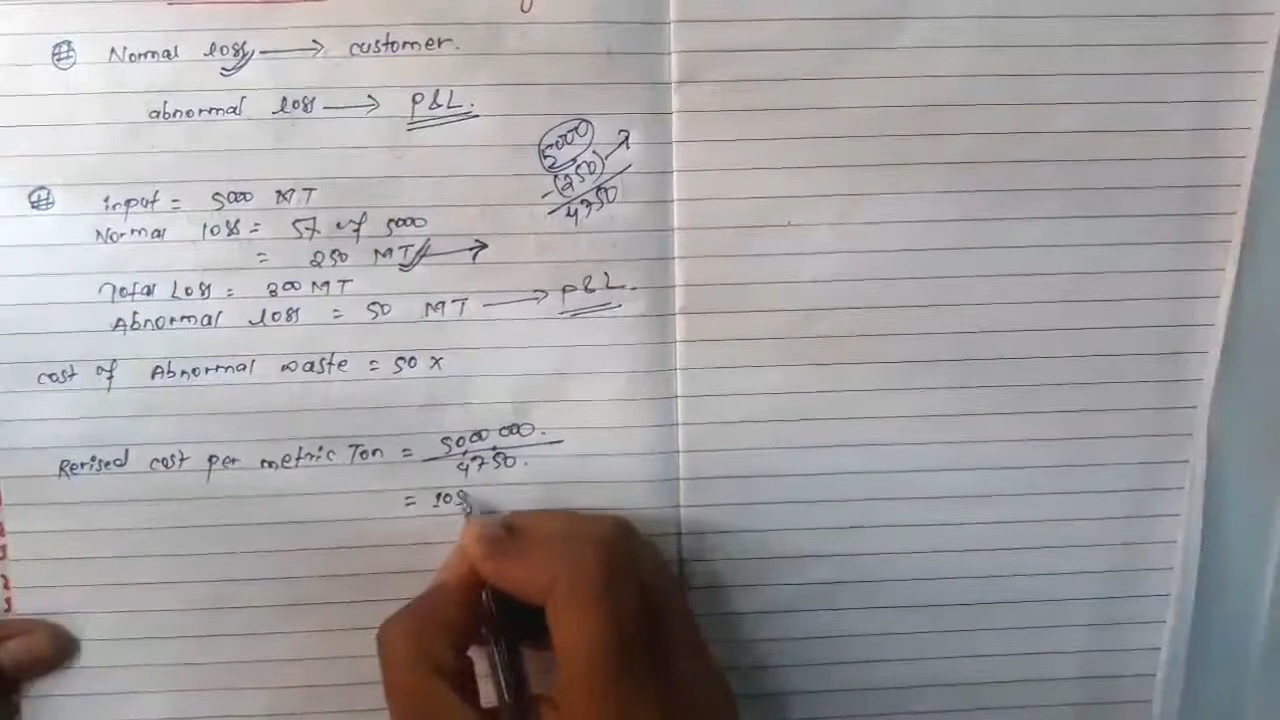 Normal loss → customer.
abnormal loss → P&L.
5000
(250)
4750
Input = 5000 MT
Normal loss = 5% of 5000
= 250 MT
Total Loss = 300 MT
Abnormal loss = 50 MT → P&L.
cost of Abnormal waste = 50 x
Revised cost per metric Ton = 5000000.
4750.
= 105